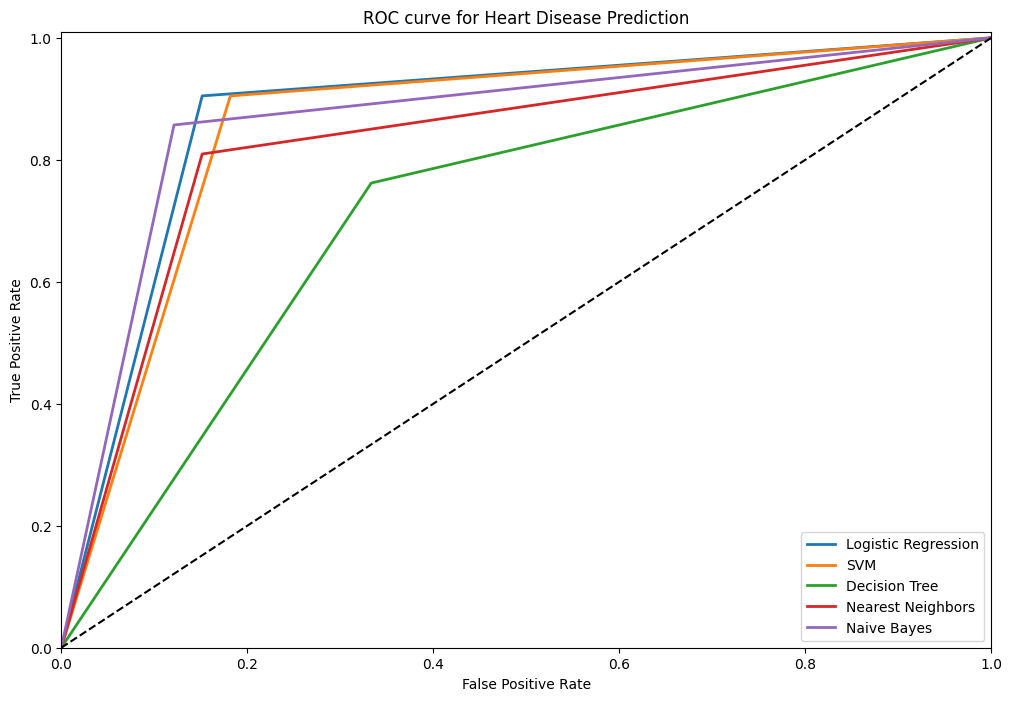 ROC curve for Heart Disease Prediction
1.0
0.8
0.6
0.4
0.2
0.0
True Positive Rate
0.0 0.2 0.4 0.6 0.8 1.0
False Positive Rate
Logistic Regression
SVM
Decision Tree
Nearest Neighbors
Naive Bayes